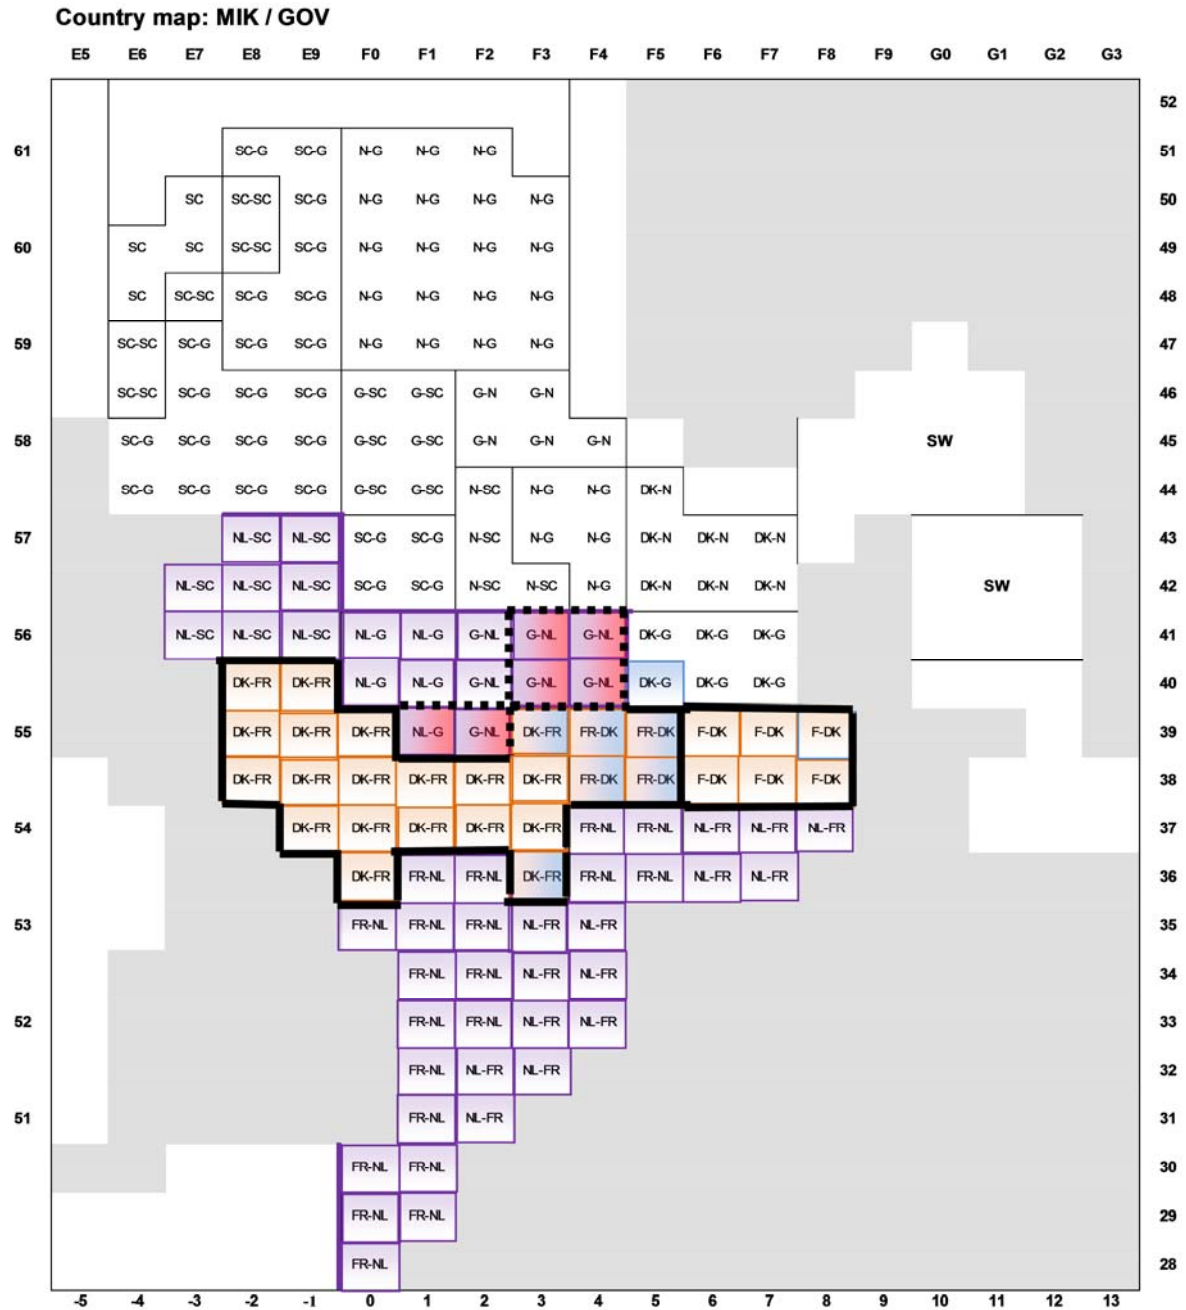 Country map: MIK / GOV
E5 E6 E7 E8 E9 F0 F1 F2 F3 F4 F5 F6 F7 F8 F9 G0 G1 G2 G3
52
61 SC-G SC-G N-G N-G N-G 51
SC SC-SC SC-G N-G N-G N-G N-G 50
60 SC SC SC-SC SC-G N-G N-G N-G N-G 49
SC SC-SC SC-G SC-G N-G N-G N-G N-G 48
59 SC-SC SC-G SC-G SC-G N-G N-G N-G N-G 47
SC-SC SC-G SC-G SC-G G-SC G-SC G-N G-N 46
58 SC-G SC-G SC-G SC-G G-SC G-SC G-N G-N G-N SW 45
SC-G SC-G SC-G SC-G G-SC G-SC N-SC N-G N-G DK-N 44
57 NL-SC NL-SC SC-G SC-G N-SC N-G N-G DK-N DK-N DK-N 43
NL-SC NL-SC NL-SC SC-G SC-G N-SC N-SC N-G DK-N DK-N DK-N SW 42
56 NL-SC NL-SC NL-SC NL-G NL-G G-NL G-NL G-NL DK-G DK-G DK-G 41
DK-FR DK-FR NL-G NL-G G-NL G-NL G-NL DK-G DK-G DK-G 40
55 DK-FR DK-FR DK-FR NL-G G-NL DK-FR FR-DK FR-DK F-DK F-DK F-DK 39
DK-FR DK-FR DK-FR DK-FR DK-FR DK-FR FR-DK FR-DK F-DK F-DK F-DK 38
54 DK-FR DK-FR DK-FR DK-FR DK-FR FR-NL FR-NL NL-FR NL-FR NL-FR 37
DK-FR FR-NL FR-NL DK-FR FR-NL FR-NL NL-FR NL-FR 36
53 FR-NL FR-NL FR-NL NL-FR NL-FR 35
FR-NL FR-NL NL-FR NL-FR 34
52 FR-NL FR-NL NL-FR NL-FR 33
FR-NL NL-FR NL-FR 32
51 FR-NL NL-FR 31
FR-NL FR-NL 30
FR-NL FR-NL 29
FR-NL 28
-5 -4 -3 -2 -1 0 1 2 3 4 5 6 7 8 9 10 11 12 13